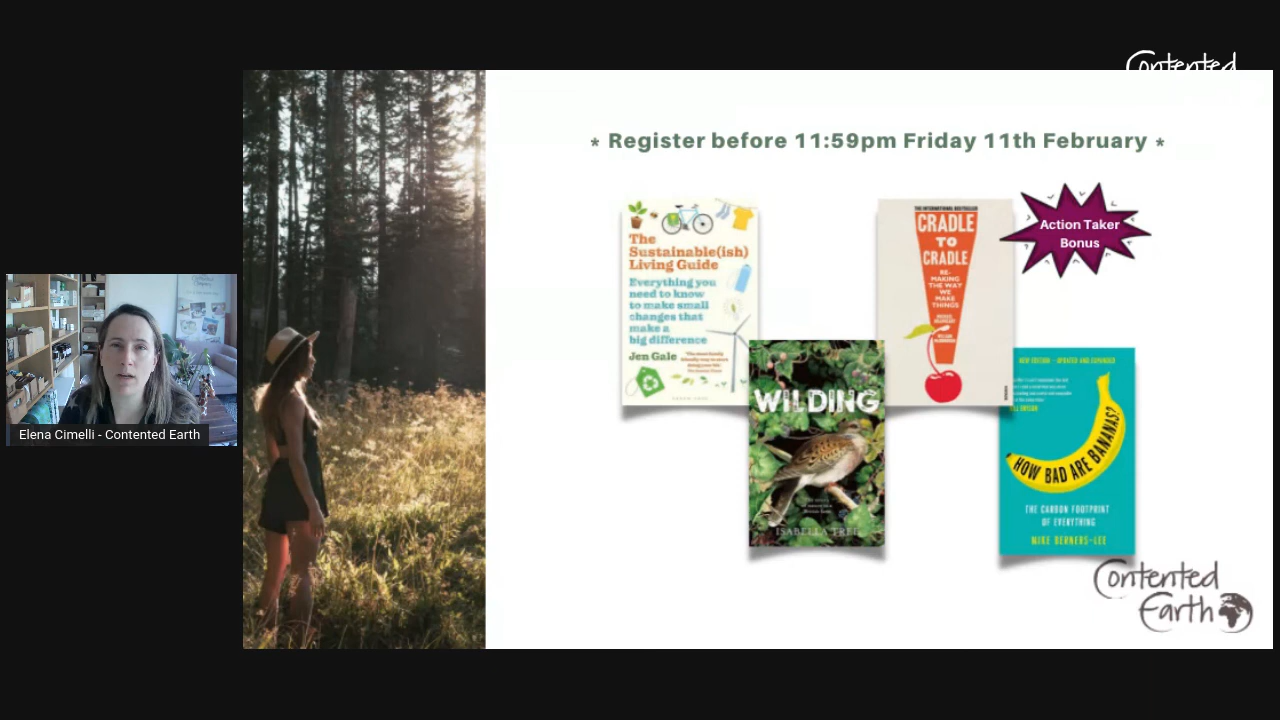 Contented
* Register before 11:59pm Friday 11th February *
The
Sustainable(ish)
Living Guide
Everything you
need to know
to make small
changes that
make a
big difference
Jen Gale
THE INTERNATIONAL BESTSELLER
CRADLE
TO
CRADLE
RE-
MAKING
THE WAY
WE
MAKE
THINGS
Action Taker
Bonus
WILDING
ISABELLA TREE
NEW EDITION - UPDATED AND EXPANDED
BILL BRYSON
HOW BAD ARE BANANAS?
THE CARBON FOOTPRINT
OF EVERYTHING
MIKE BERNERS-LEE
Contented
Earth
Elena Cimelli - Contented Earth